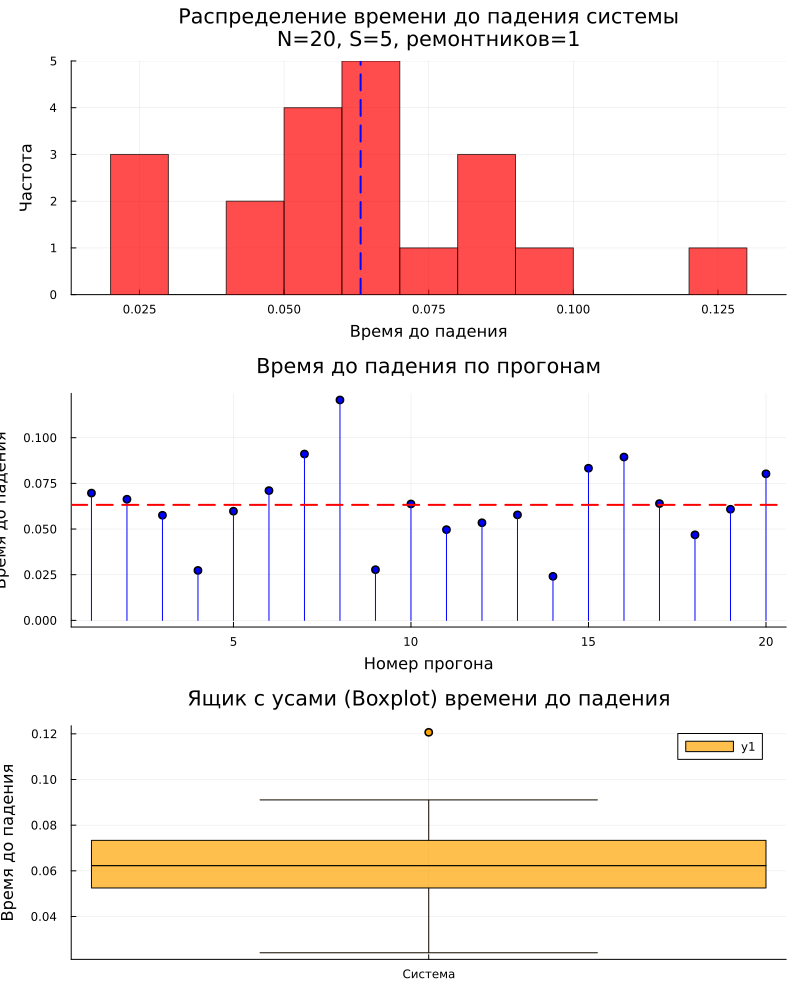 Распределение времени до падения системы
N=20, S=5, ремонтников=1
Частота
5
4
3
2
1
0
0.025 0.050 0.075 0.100 0.125
Время до падения
Время до падения по прогонам
Время до падения
0.100
0.075
0.050
0.025
0.000
5 10 15 20
Номер прогона
Ящик с усами (Boxplot) времени до падения
Время до падения
0.12
0.10
0.08
0.06
0.04
y1
Система